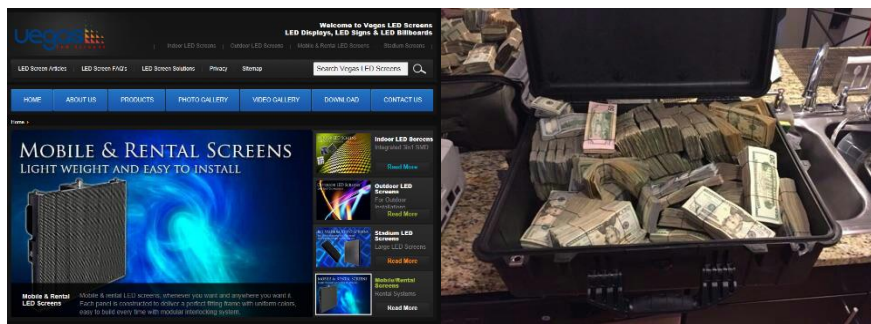 Vegas
Welcome to Vegas LED Screens
LED Displays, LED Signs & LED Billboards
Indoor LED Screens | Outdoor LED Screens | Mobile & Rental LED Screens | Stadium Screens |
LED Screen Articles | LED Screen FAQ's | LED Screen Solutions | Privacy | Sitemap
Search Vegas LED Screens
HOME ABOUT US PRODUCTS PHOTO GALLERY VIDEO GALLERY DOWNLOAD CONTACT US
Home
MOBILE & RENTAL SCREENS
LIGHT WEIGHT AND EASY TO INSTALL
Indoor LED Screens
Integrated 3in1 SMD
Read More
Outdoor LED
Screens
For Outdoor
Installations
Read More
Stadium LED
Screens
Large LED Screens
Read More
MOBILE & RENTAL SCREENS
Mobile/Rental
Screens
Rental Systems
Read More
Mobile & Rental
LED Screens
Mobile & rental LED screens, whenever you want and anywhere you want it.
Each panel is constructed to deliver a perfect fitting frame with uniform colors,
easy to build every time with modular interlocking system.